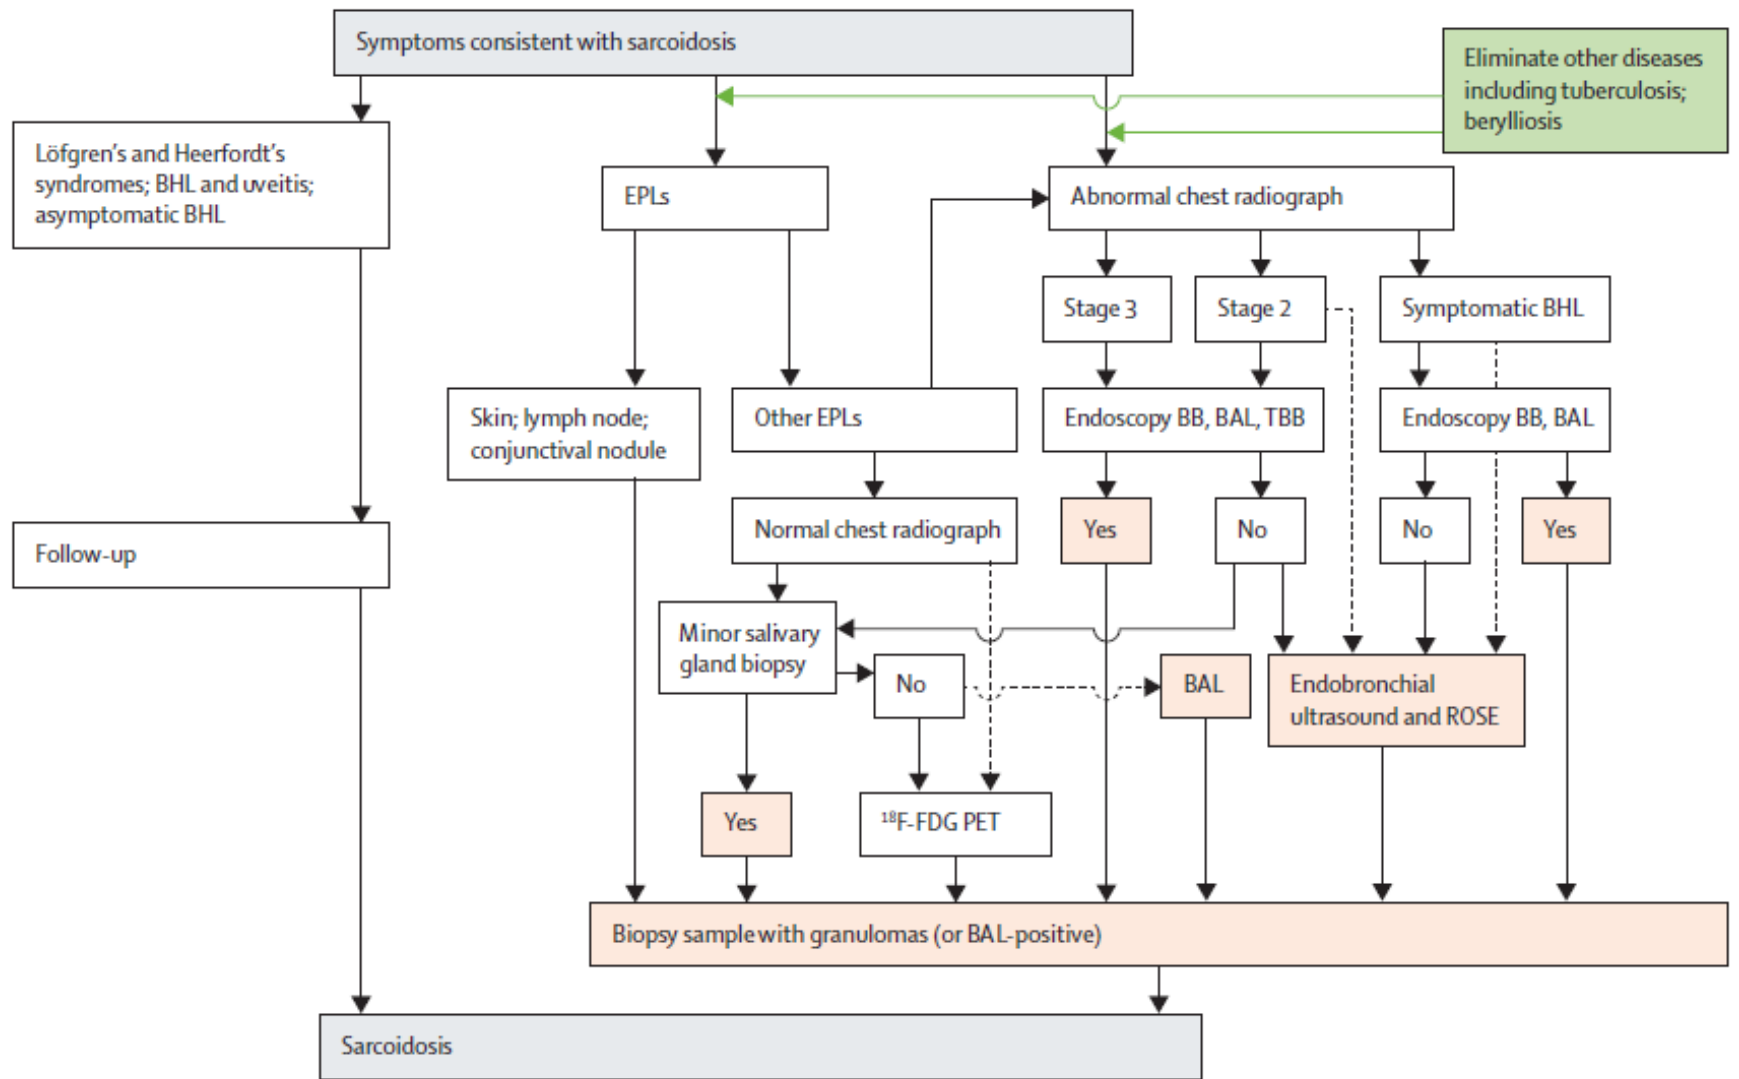 Symptoms consistent with sarcoidosis
Eliminate other diseases
including tuberculosis;
berylliosis
Löfgren's and Heerfordt's
syndromes; BHL and uveitis;
asymptomatic BHL
EPLs
Abnormal chest radiograph
Stage 3
Stage 2
Symptomatic BHL
Skin; lymph node;
conjunctival nodule
Other EPLs
Endoscopy BB, BAL, TBB
Endoscopy BB, BAL
Follow-up
Normal chest radiograph
Yes
No
No
Yes
Minor salivary
gland biopsy
No
BAL
Endobronchial
ultrasound and ROSE
Yes
¹⁸F-FDG PET
Biopsy sample with granulomas (or BAL-positive)
Sarcoidosis